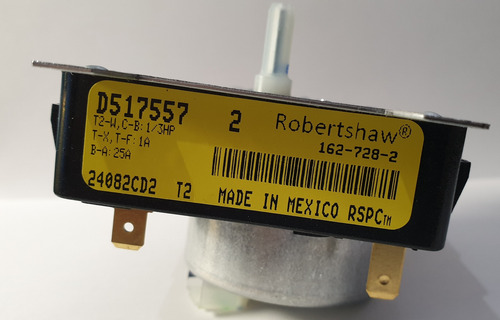 D517557 2 Robertshaw®
T2-W,C-B:1/3HP
T-X,T-F:1A 162-728-2
B-A:25A
24082CD2 T2 MADE IN MEXICO RSPC™